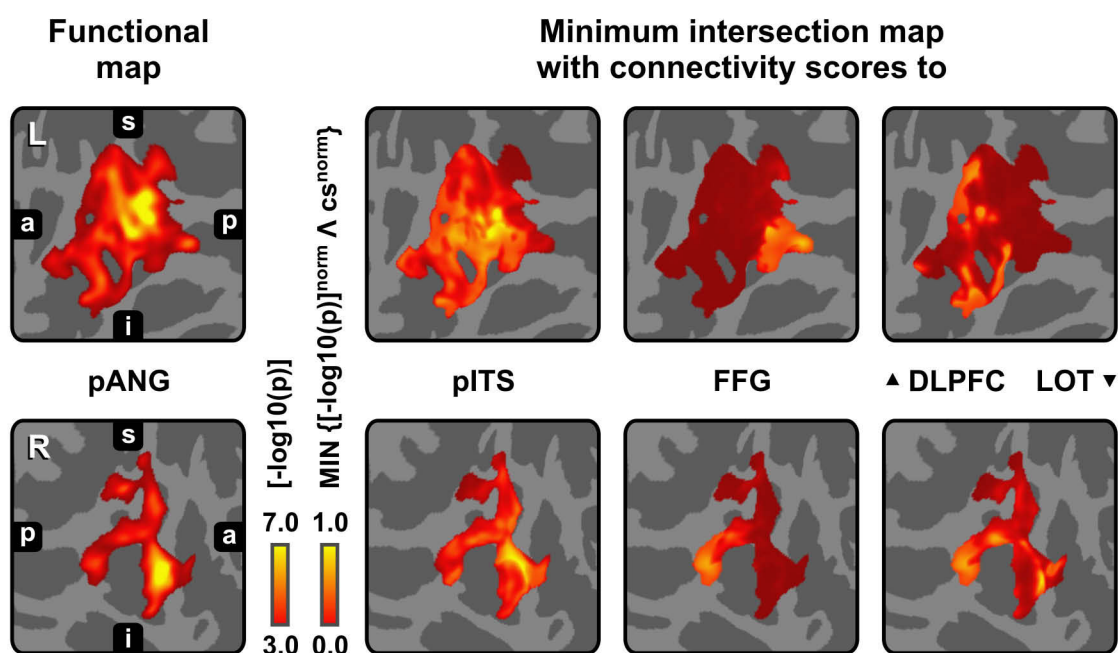 Functional
map
Minimum intersection map
with connectivity scores to
L
s
a
p
i
pANG
[-log10(p)]
MIN {[-log10(p)]norm Λ csnorm}
pITS
FFG
▲ DLPFC
LOT ▼
R
s
p
a
i
7.0
1.0
3.0
0.0